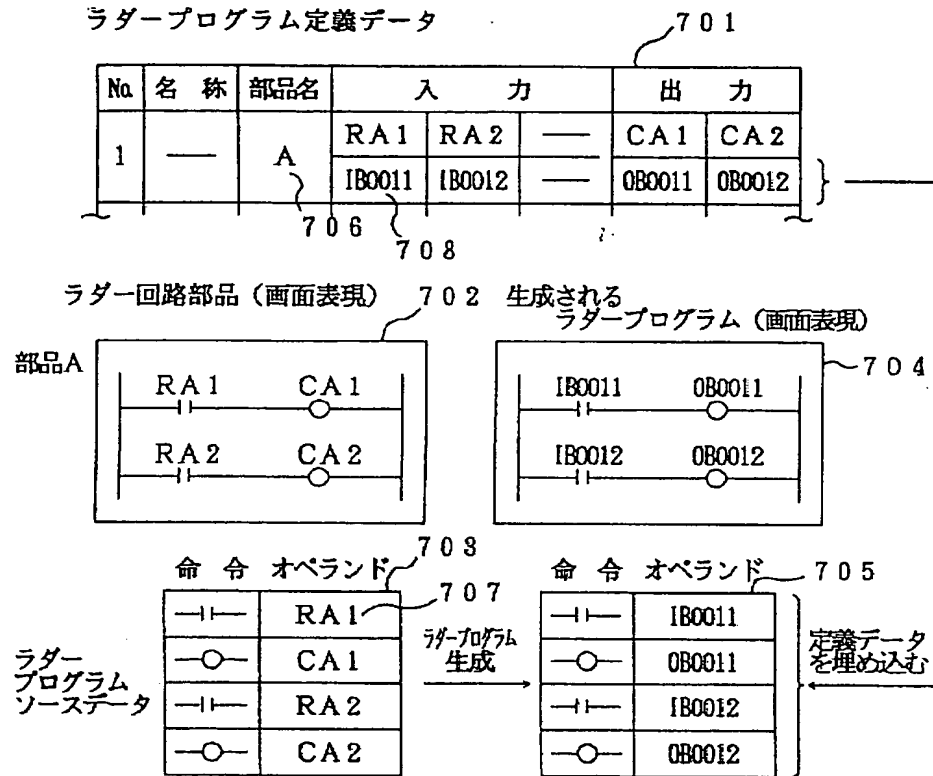 ラダープログラム定義データ
701
No. 名 称 部品名 入 力 出 力
1 — A RA1 RA2 — CA1 CA2
IB0011 IB0012 — OB0011 OB0012
706
708
ラダー回路部品（画面表現） 702 生成される
ラダープログラム（画面表現）
部品A
704
RA1 CA1
RA2 CA2
IB0011 OB0011
IB0012 OB0012
命 令 オペランド 703
707
RA1
CA1
RA2
CA2
ラダー
プログラム
ソースデータ
ラダープログラム
生成
命 令 オペランド 705
IB0011
OB0011
IB0012
OB0012
定義データ
を埋め込む